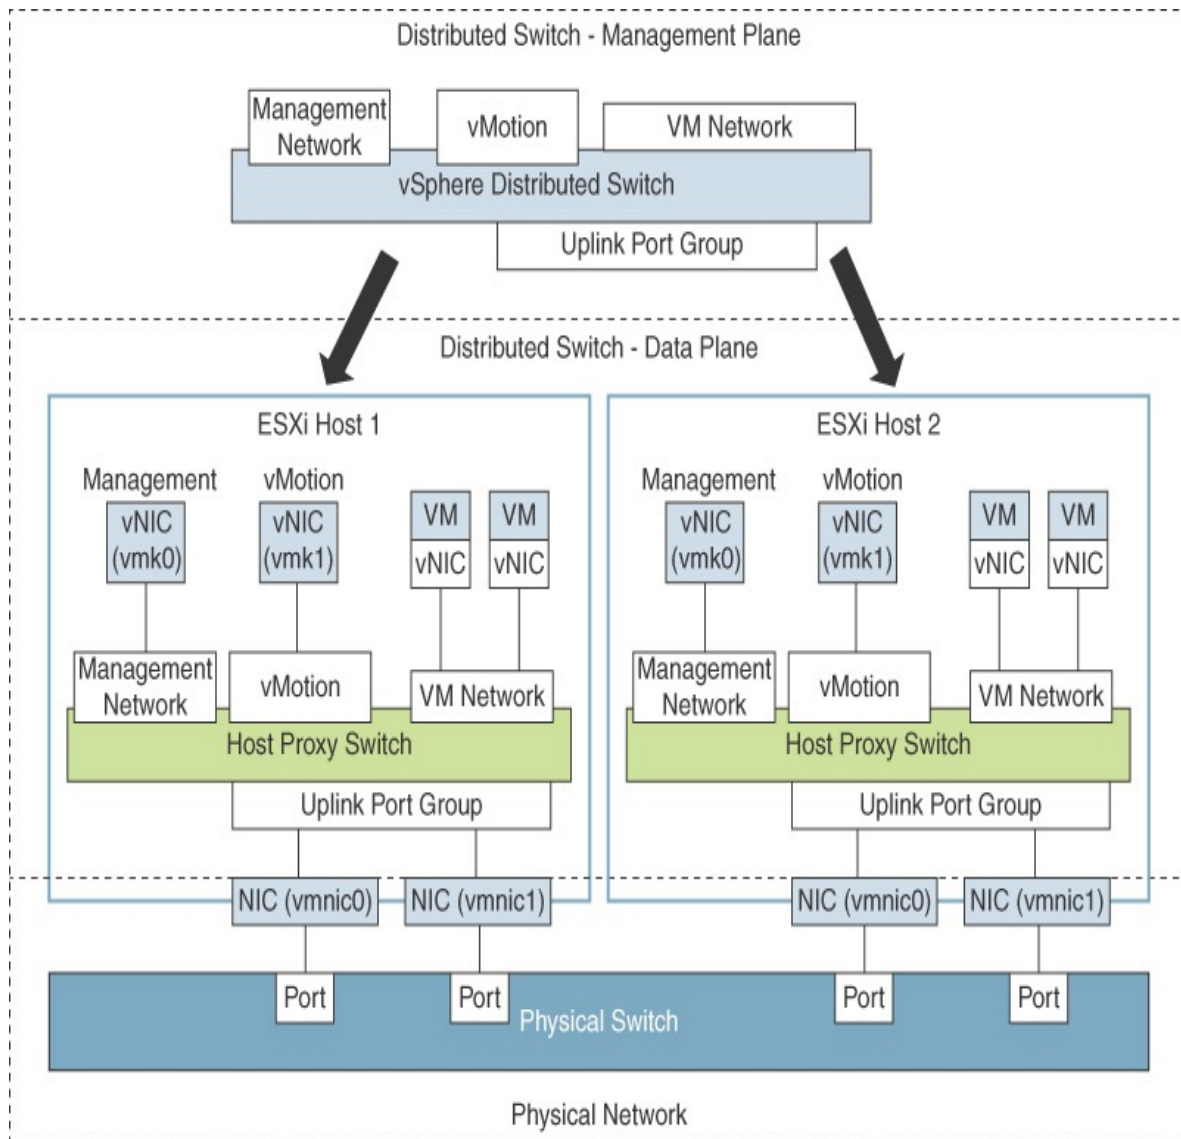 Distributed Switch - Management Plane
Management
Network
vMotion
VM Network
vSphere Distributed Switch
Uplink Port Group
Distributed Switch - Data Plane
ESXi Host 1
Management
vMotion
vNIC
(vmk0)
vNIC
(vmk1)
VM
VM
vNIC
vNIC
Management
Network
vMotion
VM Network
Host Proxy Switch
Uplink Port Group
NIC (vmnic0)
NIC (vmnic1)
ESXi Host 2
Management
vMotion
vNIC
(vmk0)
vNIC
(vmk1)
VM
VM
vNIC
vNIC
Management
Network
vMotion
VM Network
Host Proxy Switch
Uplink Port Group
NIC (vmnic0)
NIC (vmnic1)
Port
Port
Port
Port
Physical Switch
Physical Network